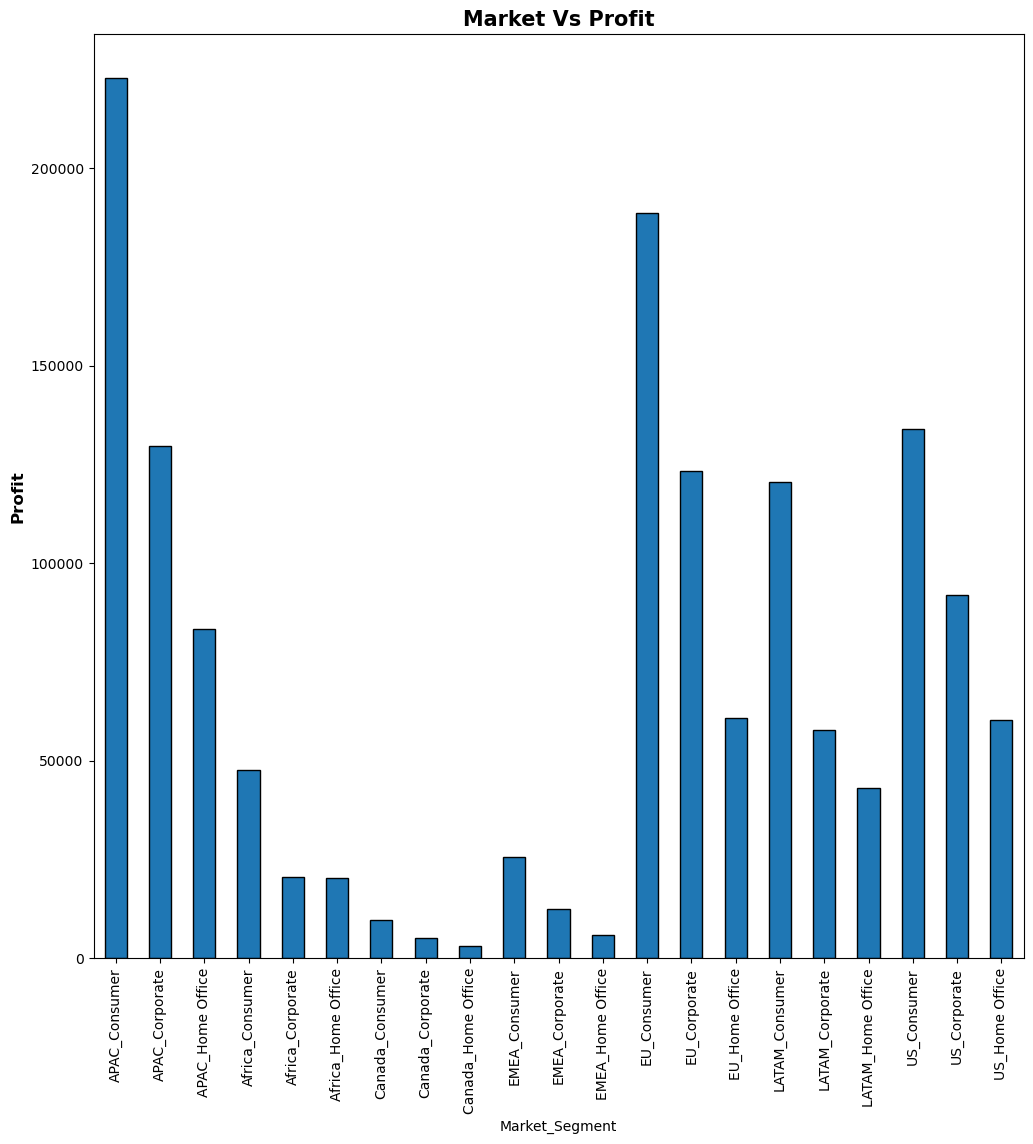 Market Vs Profit
200000
150000
100000
50000
0
Profit
APAC_Consumer
APAC_Corporate
APAC_Home Office
Africa_Consumer
Africa_Corporate
Africa_Home Office
Canada_Consumer
Canada_Corporate
Canada_Home Office
EMEA_Consumer
EMEA_Corporate
EMEA_Home Office
EU_Consumer
EU_Corporate
EU_Home Office
LATAM_Consumer
LATAM_Corporate
LATAM_Home Office
US_Consumer
US_Corporate
US_Home Office
Market_Segment